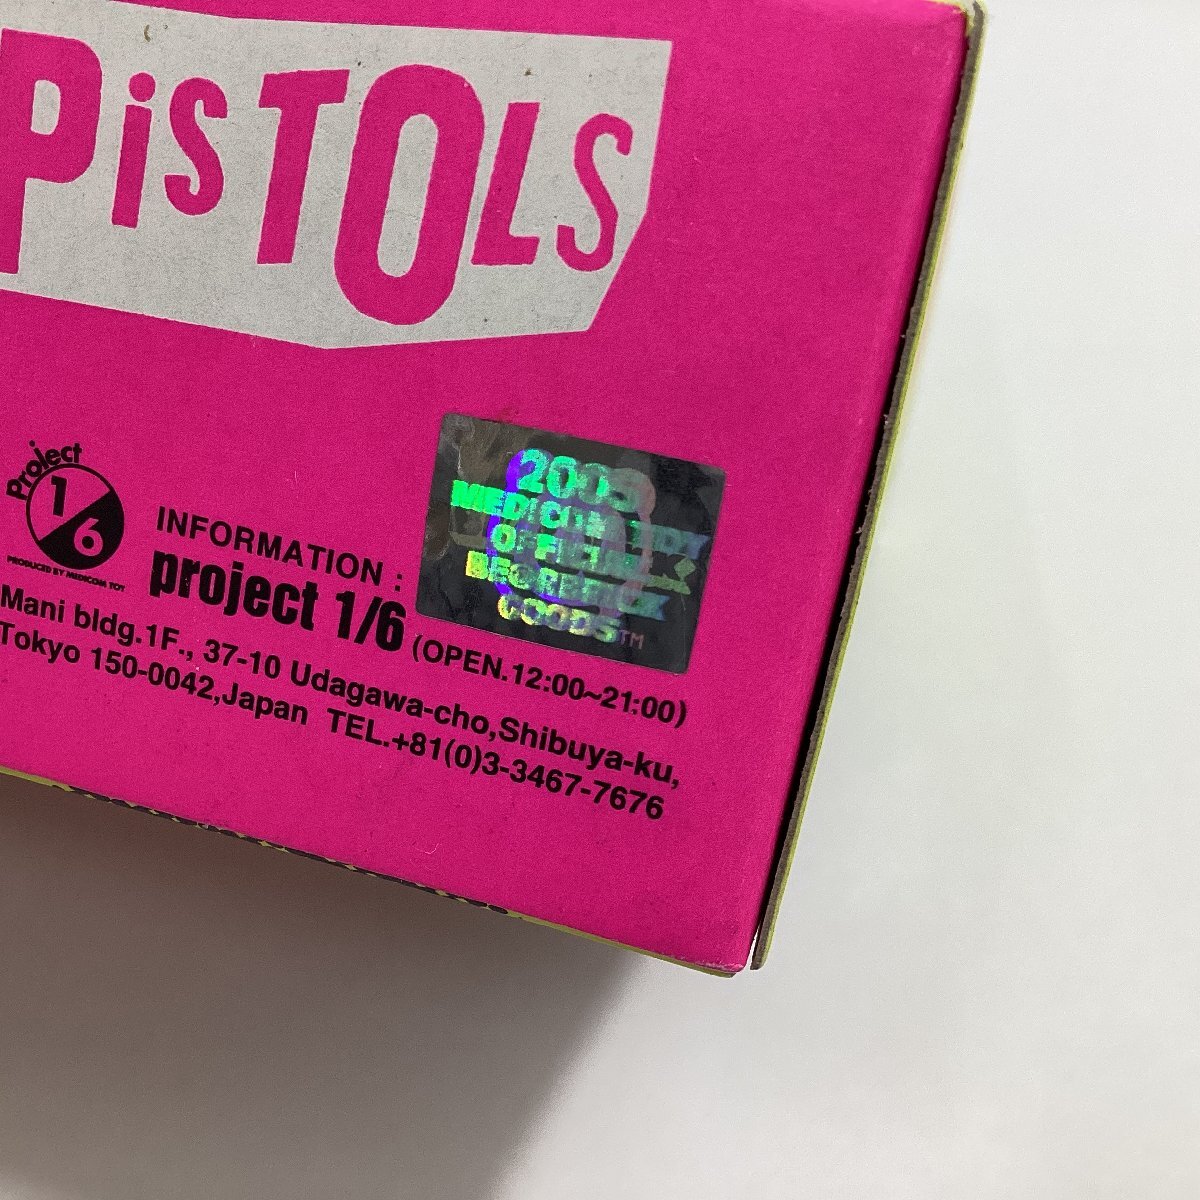 PiSTOLS
Project
1/6
PRODUCED BY MEDICOM TOY
INFORMATION :
project 1/6 (OPEN.12:00~21:00)
Mani bldg.1F., 37-10 Udagawa-cho,Shibuya-ku,
Tokyo 150-0042,Japan TEL.+81(0)3-3467-7676
MEDICOM TOY
OFFICIAL
BE@RBRICK
GOODS™